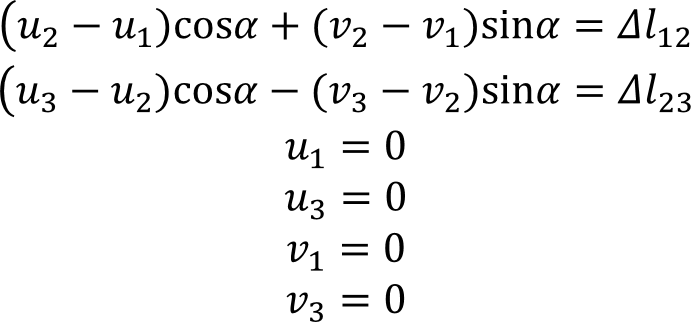 (u₂ − u₁)cosα + (v₂ − v₁)sinα = Δl₁₂
(u₃ − u₂)cosα − (v₃ − v₂)sinα = Δl₂₃
u₁ = 0
u₃ = 0
v₁ = 0
v₃ = 0